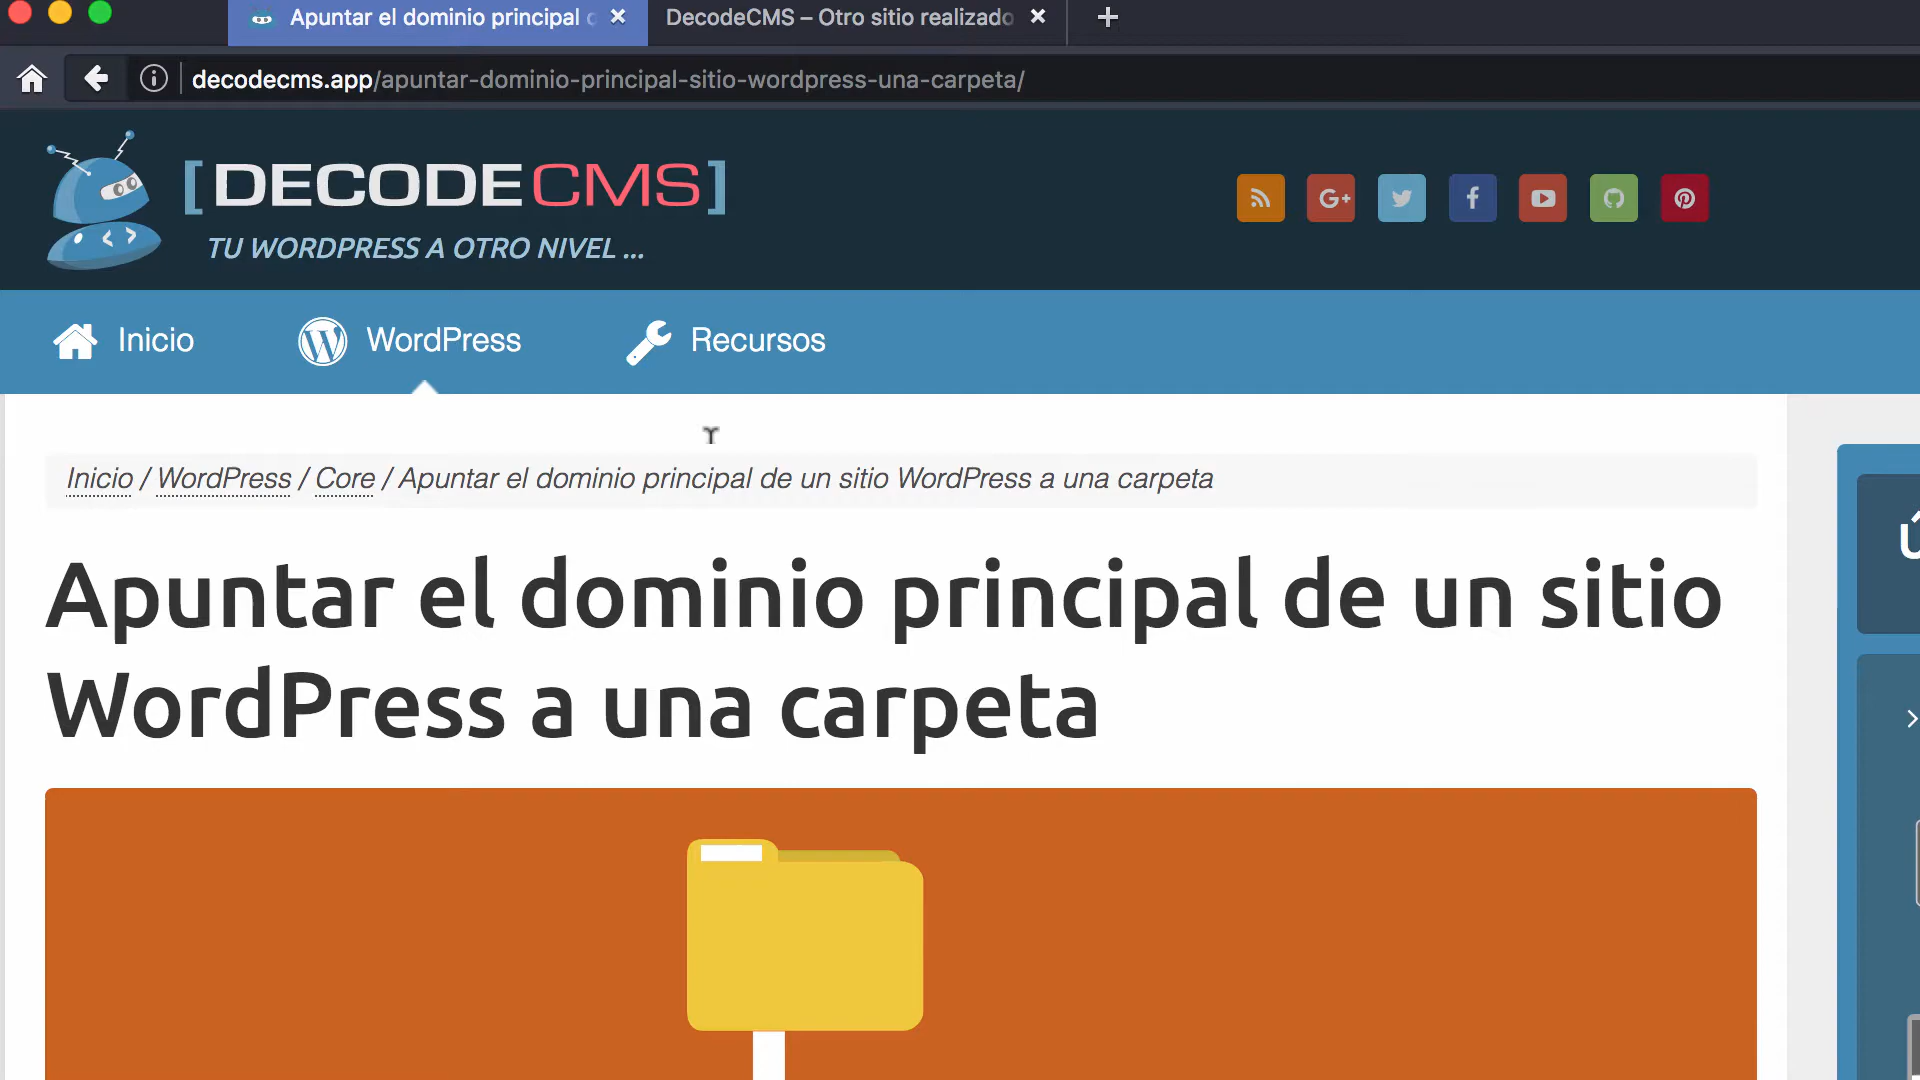 Apuntar el dominio principal
DecodeCMS – Otro sitio realizado
decodecms.app/apuntar-dominio-principal-sitio-wordpress-una-carpeta/
[DECODECMS]
TU WORDPRESS A OTRO NIVEL ...
G+
Inicio
WordPress
Recursos
Inicio / WordPress / Core / Apuntar el dominio principal de un sitio WordPress a una carpeta
Apuntar el dominio principal de un sitio
WordPress a una carpeta